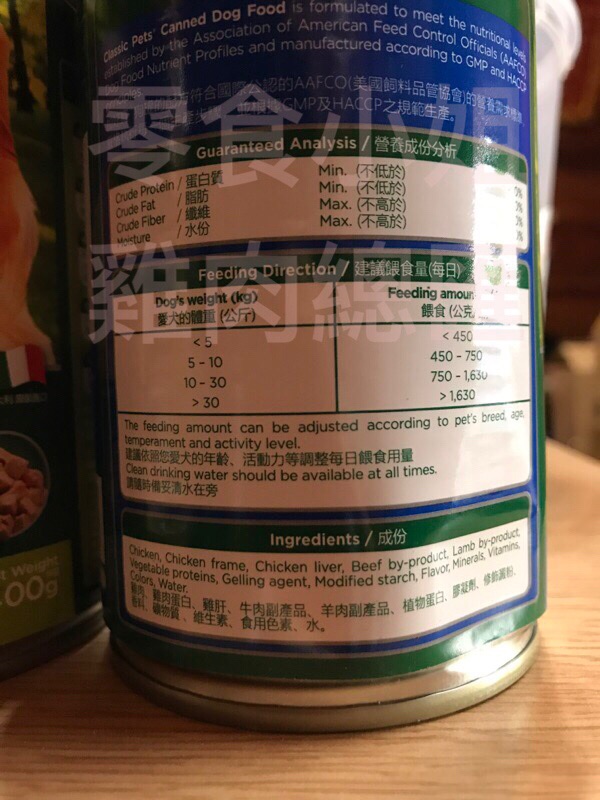 Classic Pets® Canned Dog Food is formulated to meet the nutritional levels
established by the Association of American Feed Control Officials (AAFCO)
Food Nutrient Profiles and manufactured according to GMP and HACCP
符合國際公認的AAFCO(美國飼料品管協會)的營養需求標準
GMP及HACCP之規範生產。
零食小姐
Guaranteed Analysis / 營養成份分析
Crude Protein / 蛋白質 Min. (不低於)
Crude Fat / 脂肪 Min. (不低於)
Crude Fiber / 纖維 Max. (不高於)
Moisture / 水份 Max. (不高於)
雞肉總匯
Feeding Direction / 建議餵食量(每日)
Dog's weight (kg) Feeding amoun
愛犬的體重 (公斤) 餵食 (公克
< 5 < 450
5 - 10 450 - 750
10 - 30 750 - 1,630
> 30 > 1,630
The feeding amount can be adjusted according to pet's breed, age,
temperament and activity level.
建議依照您愛犬的年齡、活動力等調整每日餵食用量
Clean drinking water should be available at all times.
請隨時備妥清水在旁
Ingredients / 成份
Chicken, Chicken frame, Chicken liver, Beef by-product, Lamb by-product,
Vegetable proteins, Gelling agent, Modified starch, Flavor, Minerals, Vitamins,
Colors, Water.
雞肉、雞肉蛋白、雞肝、牛肉副產品、羊肉副產品、植物蛋白、膠凝劑、修飾澱粉、
香料、礦物質、維生素、食用色素、水。
Weight
00g